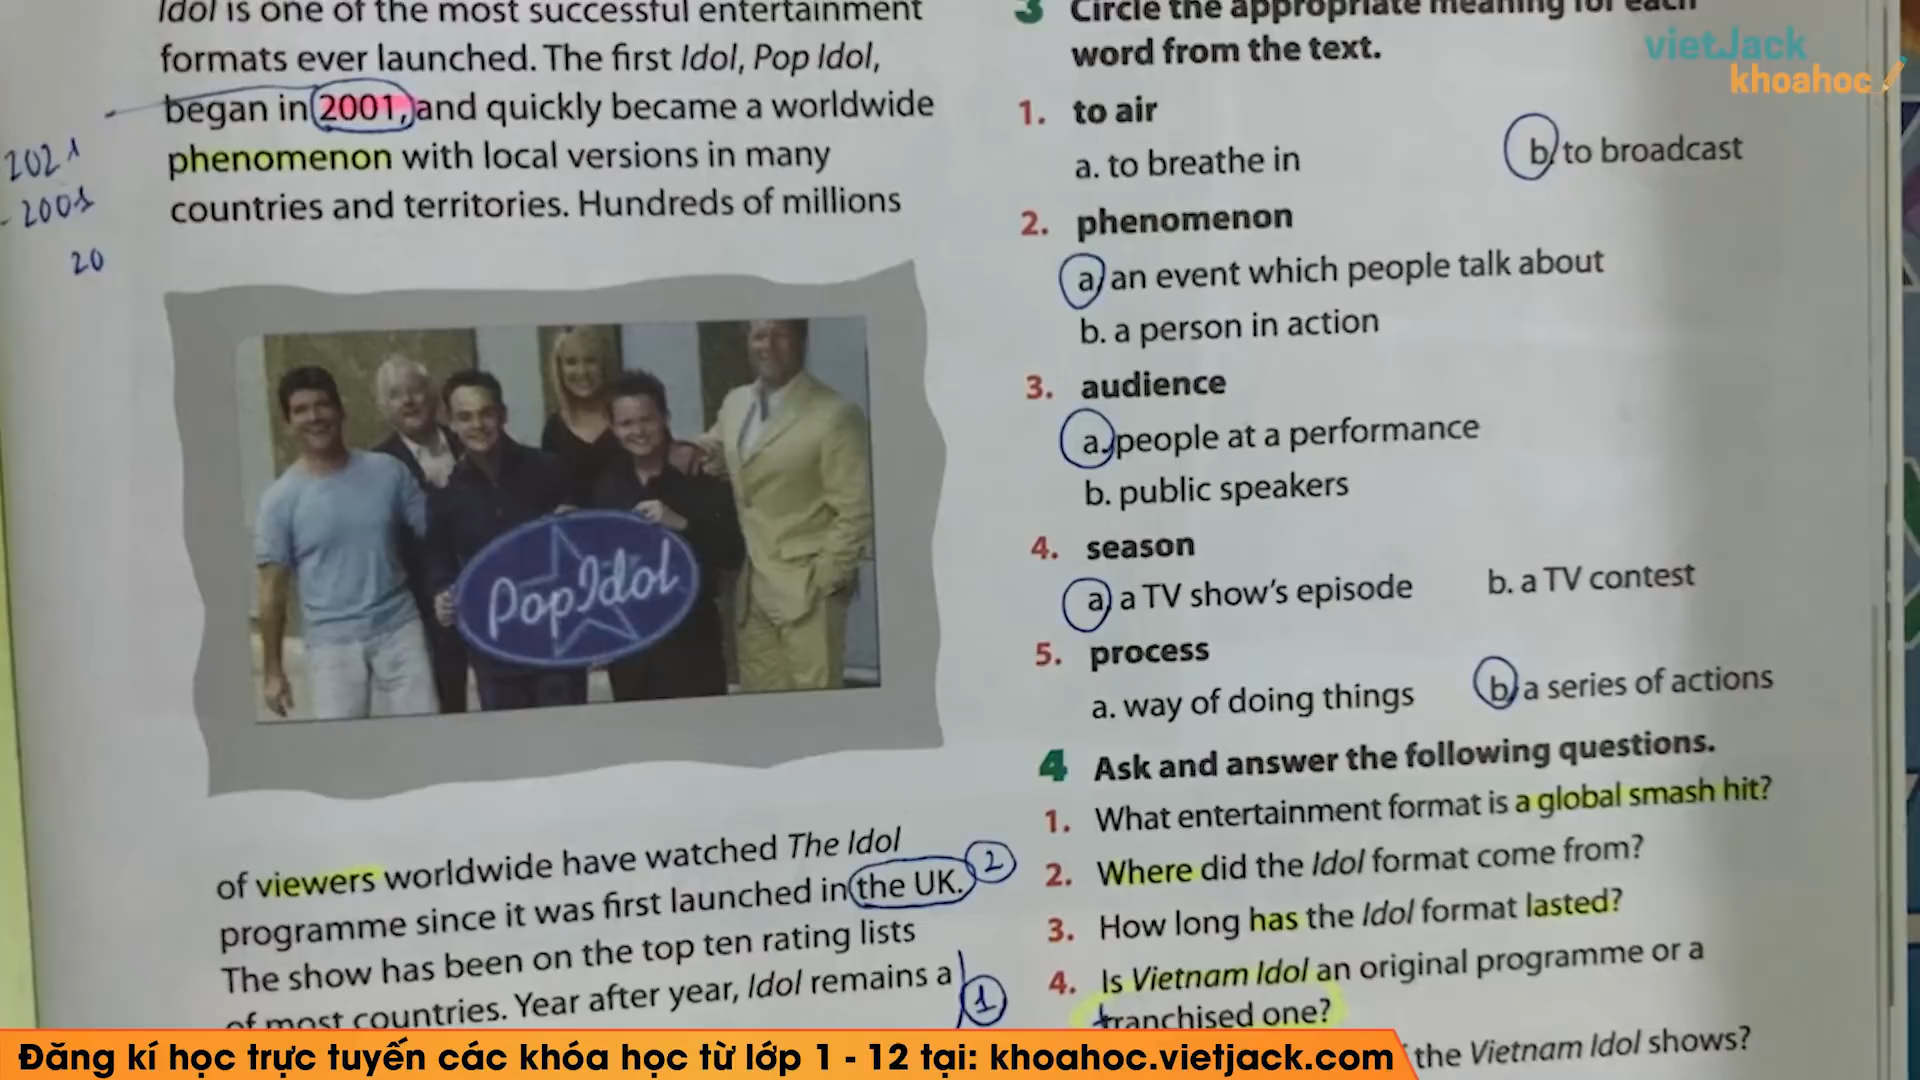 Idol is one of the most successful entertainment
formats ever launched. The first Idol, Pop Idol,
began in 2001, and quickly became a worldwide
phenomenon with local versions in many
countries and territories. Hundreds of millions
2021
- 2001
20
Pop Idol
of viewers worldwide have watched The Idol
programme since it was first launched in the UK. 2
The show has been on the top ten rating lists
of most countries. Year after year, Idol remains a
1
3 Circle the appropriate meaning for each
word from the text.
1. to air
a. to breathe in b. to broadcast
2. phenomenon
a. an event which people talk about
b. a person in action
3. audience
a. people at a performance
b. public speakers
4. season
a. a TV show's episode b. a TV contest
5. process
a. way of doing things b. a series of actions
4 Ask and answer the following questions.
1. What entertainment format is a global smash hit?
2. Where did the Idol format come from?
3. How long has the Idol format lasted?
4. Is Vietnam Idol an original programme or a
franchised one?
the Vietnam Idol shows?
vietJack
khoahoc
Đăng kí học trực tuyến các khóa học từ lớp 1 - 12 tại: khoahoc.vietjack.com